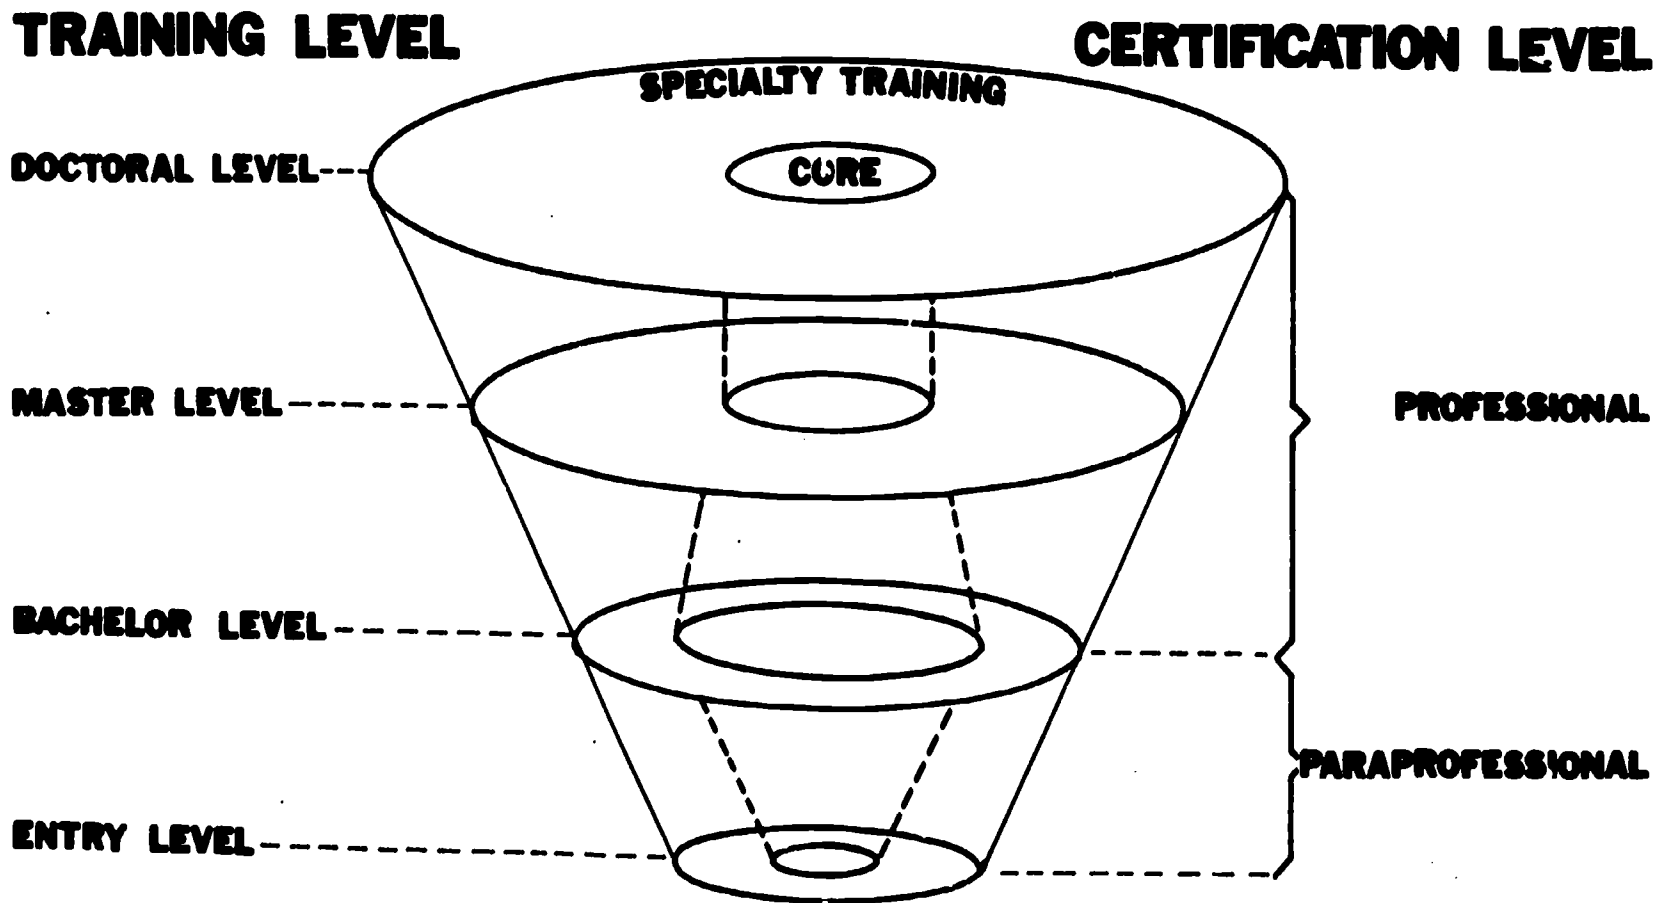 TRAINING LEVEL
CERTIFICATION LEVEL
SPECIALTY TRAINING
DOCTORAL LEVEL
CORE
MASTER LEVEL
PROFESSIONAL
BACHELOR LEVEL
PARAPROFESSIONAL
ENTRY LEVEL